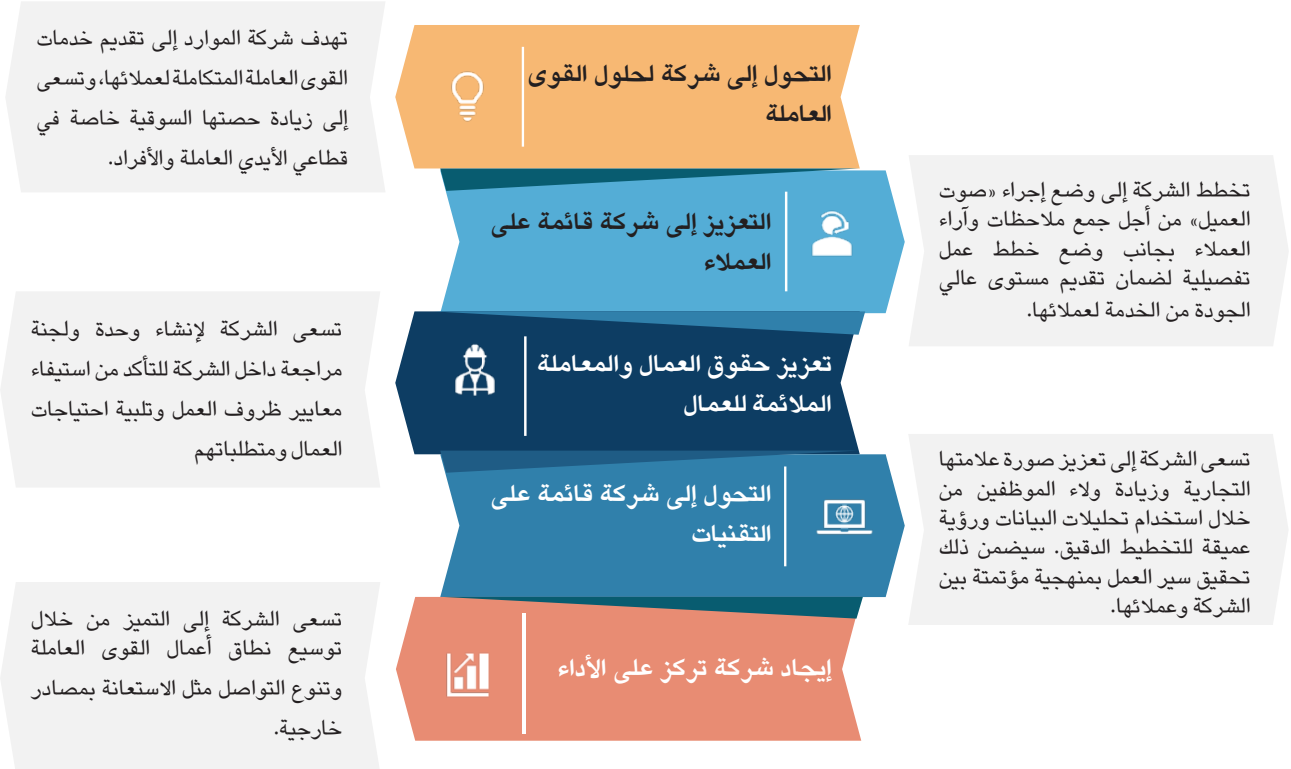 التحول إلى شركة لحلول القوى
العاملة
تهدف شركة الموارد إلى تقديم خدمات
القوى العاملة المتكاملة لعملائها، وتسعى
إلى زيادة حصتها السوقية خاصة في
قطاعي الأيدي العاملة والأفراد.
التعزيز إلى شركة قائمة على
العملاء
تخطط الشركة إلى وضع إجراء «صوت
العميل» من أجل جمع ملاحظات وآراء
العملاء بجانب وضع خطط عمل
تفصيلية لضمان تقديم مستوى عالي
الجودة من الخدمة لعملائها.
تعزيز حقوق العمال والمعاملة
الملائمة للعمال
تسعى الشركة لإنشاء وحدة ولجنة
مراجعة داخل الشركة للتأكد من استيفاء
معايير ظروف العمل وتلبية احتياجات
العمال ومتطلباتهم
التحول إلى شركة قائمة على
التقنيات
تسعى الشركة إلى تعزيز صورة علامتها
التجارية وزيادة ولاء الموظفين من
خلال استخدام تحليلات البيانات ورؤية
عميقة للتخطيط الدقيق. سيضمن ذلك
تحقيق سير العمل بمنهجية مؤتمتة بين
الشركة وعملائها.
إيجاد شركة تركز على الأداء
تسعى الشركة إلى التميز من خلال
توسيع نطاق أعمال القوى العاملة
وتنوع التواصل مثل الاستعانة بمصادر
خارجية.